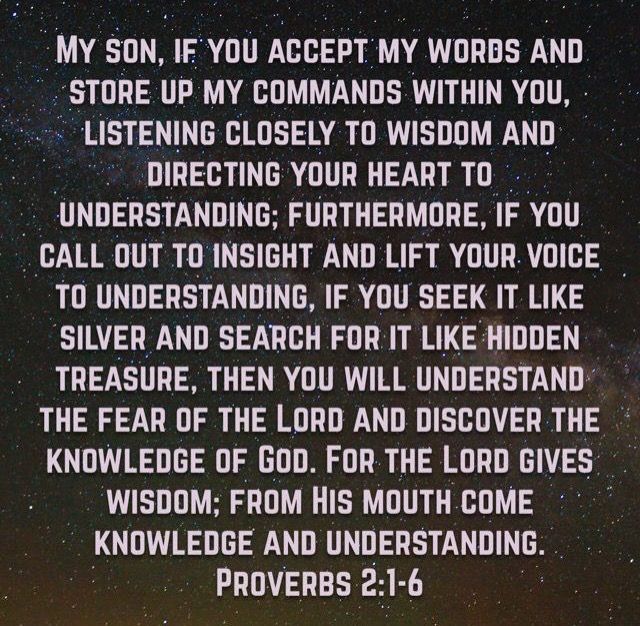 My son, if you accept my words and
store up my commands within you,
listening closely to wisdom and
directing your heart to
understanding; furthermore, if you
call out to insight and lift your voice
to understanding, if you seek it like
silver and search for it like hidden
treasure, then you will understand
the fear of the Lord and discover the
knowledge of God. For the Lord gives
wisdom; from His mouth come
knowledge and understanding.
Proverbs 2:1-6